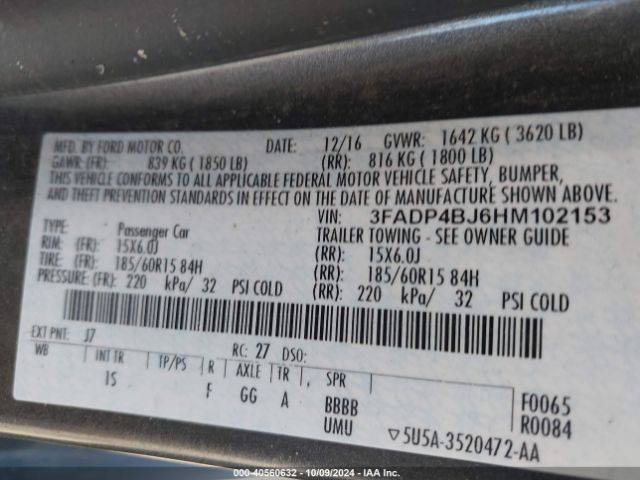 MFD. BY FORD MOTOR CO. DATE: 12/16 GVWR: 1642 KG ( 3620 LB)
GAWR: (FR): 839 KG ( 1850 LB) (RR): 816 KG ( 1800 LB)
THIS VEHICLE CONFORMS TO ALL APPLICABLE FEDERAL MOTOR VEHICLE SAFETY, BUMPER,
AND THEFT PREVENTION STANDARDS IN EFFECT ON THE DATE OF MANUFACTURE SHOWN ABOVE.
VIN: 3FADP4BJ6HM102153
TYPE: Passenger Car TRAILER TOWING - SEE OWNER GUIDE
RIM: (FR): 15X6.0J (RR): 15X6.0J
TIRE: (FR): 185/60R15 84H (RR): 185/60R15 84H
PRESSURE: (FR): 220 kPa/ 32 PSI COLD (RR): 220 kPa/ 32 PSI COLD
EXT PNT: J7 RC: 27 DSO:
WB INT TR TP/PS R AXLE TR , SPR
IS F GG A BBBB F0065
UMU R0084
▽5U5A-3520472-AA
000-40560632 - 10/09/2024 - IAA Inc.